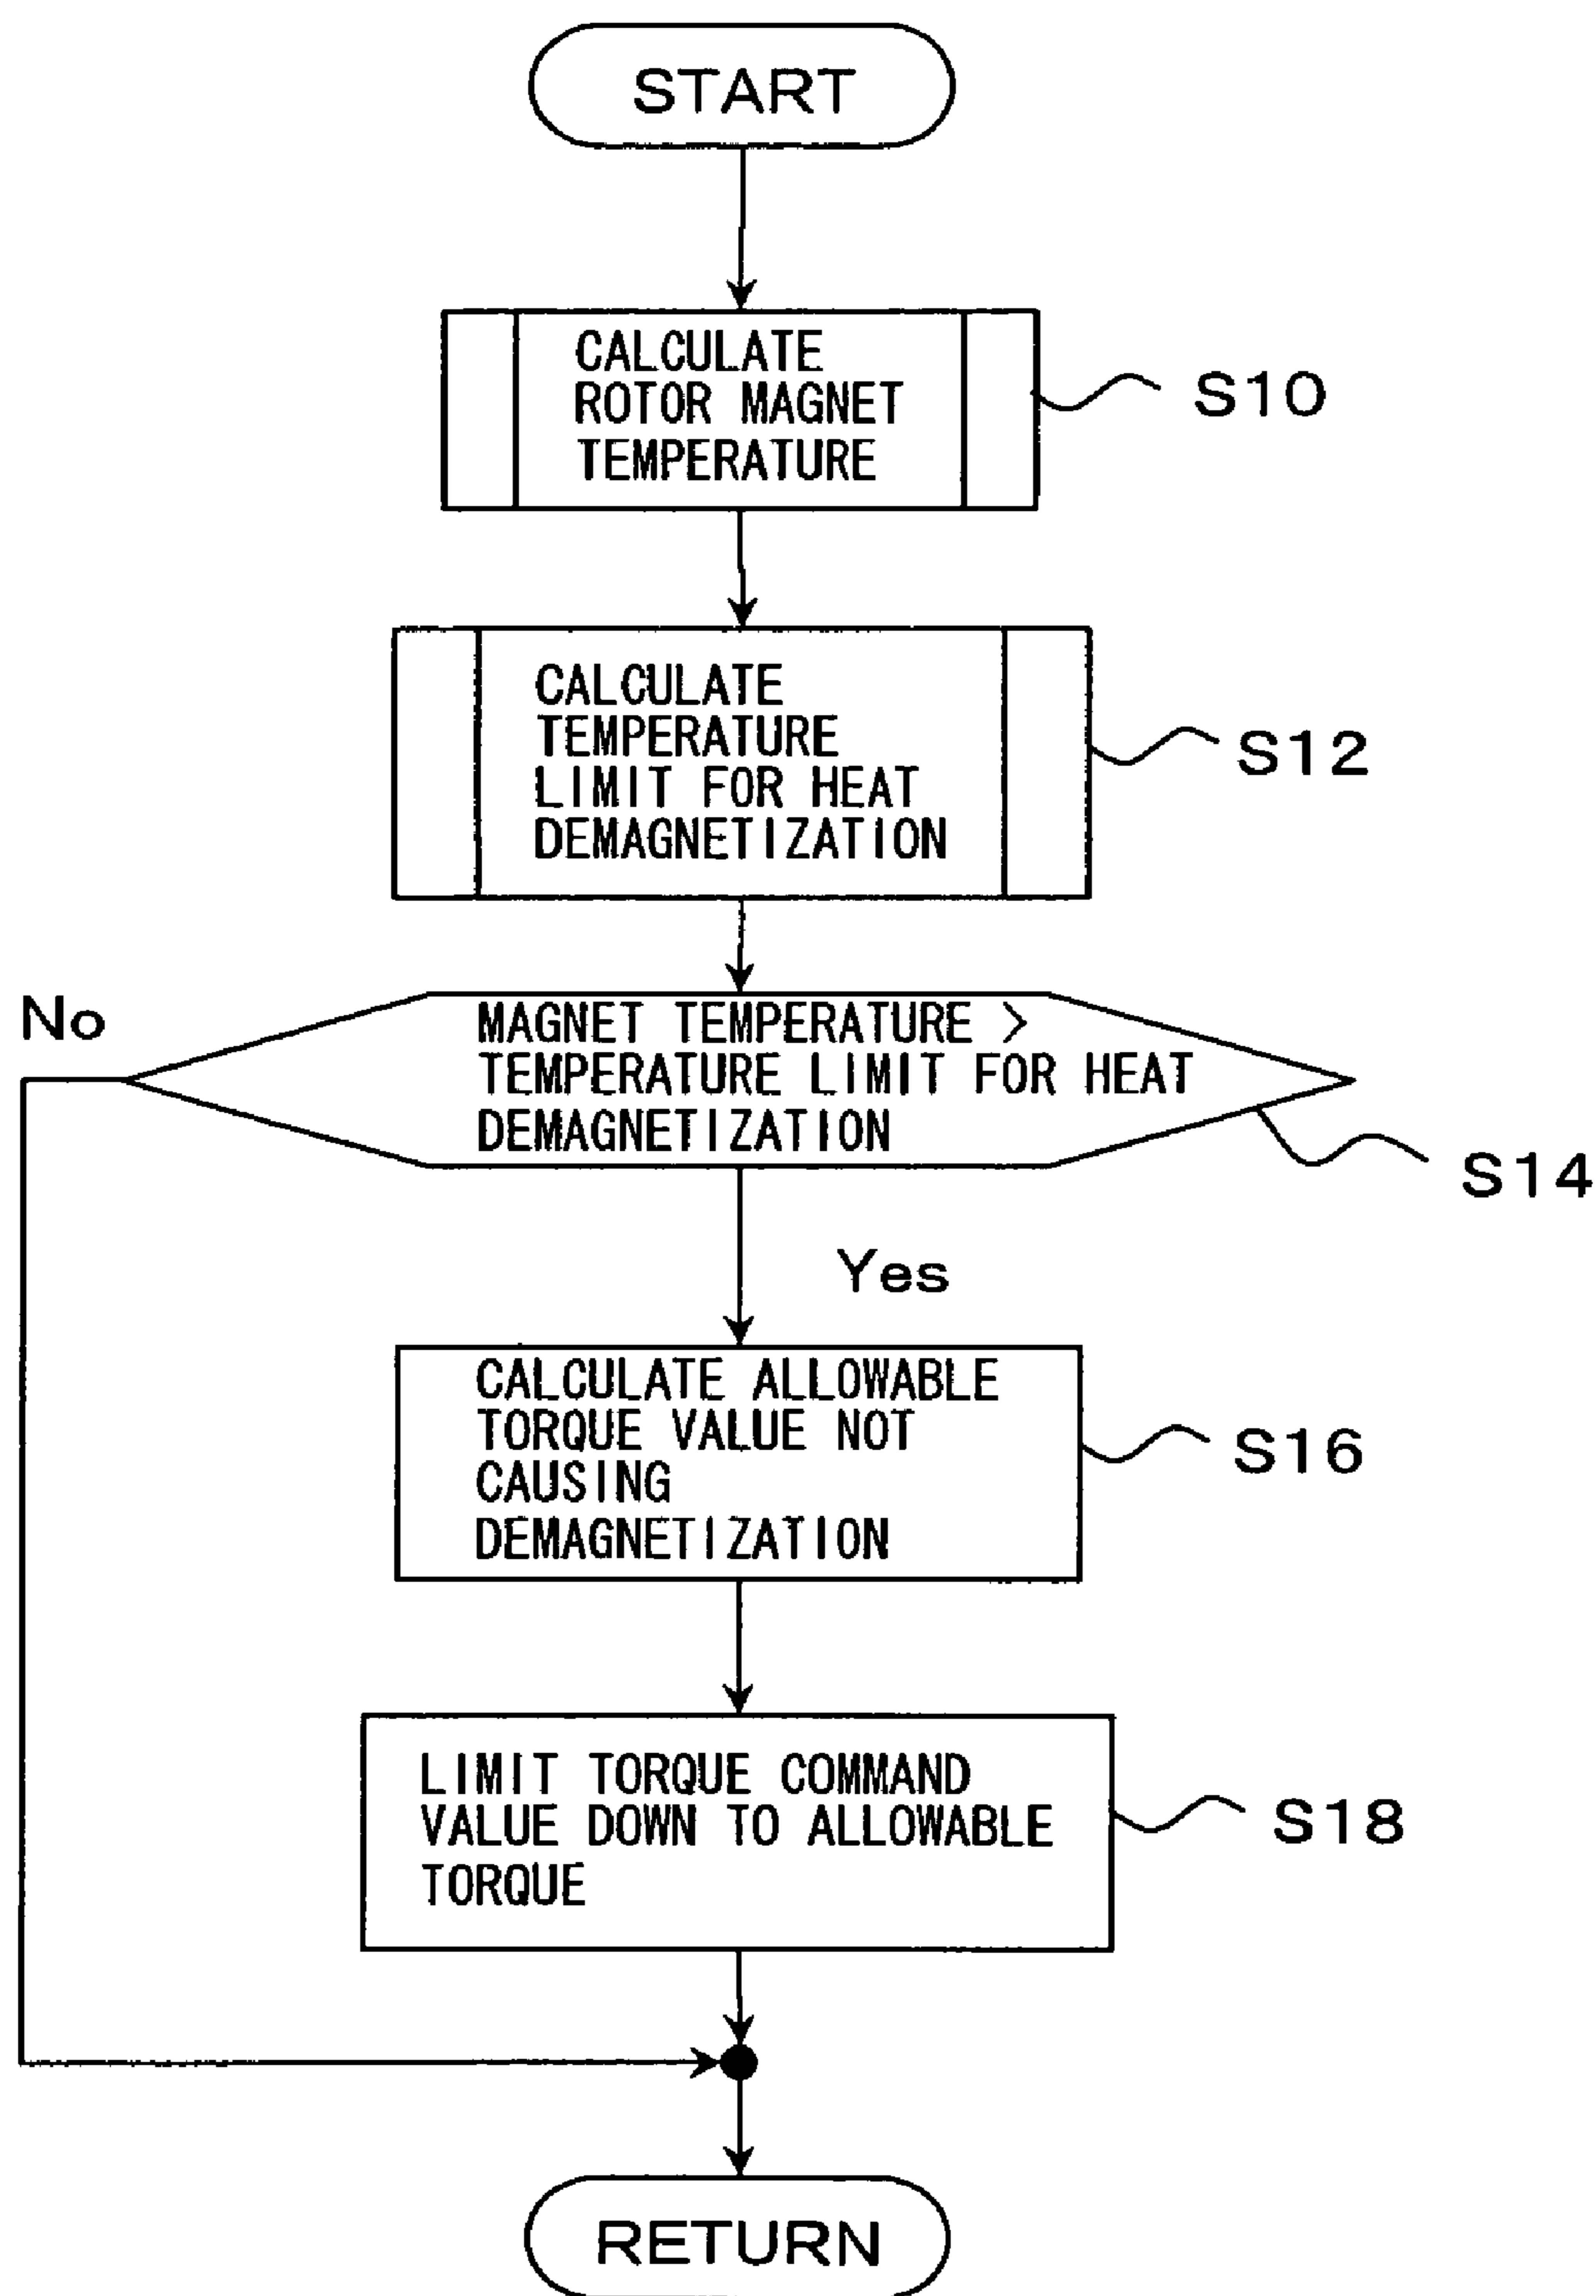 START
CALCULATE
ROTOR MAGNET
TEMPERATURE
S10
CALCULATE
TEMPERATURE
LIMIT FOR HEAT
DEMAGNETIZATION
S12
No
MAGNET TEMPERATURE >
TEMPERATURE LIMIT FOR HEAT
DEMAGNETIZATION
S14
Yes
CALCULATE ALLOWABLE
TORQUE VALUE NOT
CAUSING
DEMAGNETIZATION
S16
LIMIT TORQUE COMMAND
VALUE DOWN TO ALLOWABLE
TORQUE
S18
RETURN